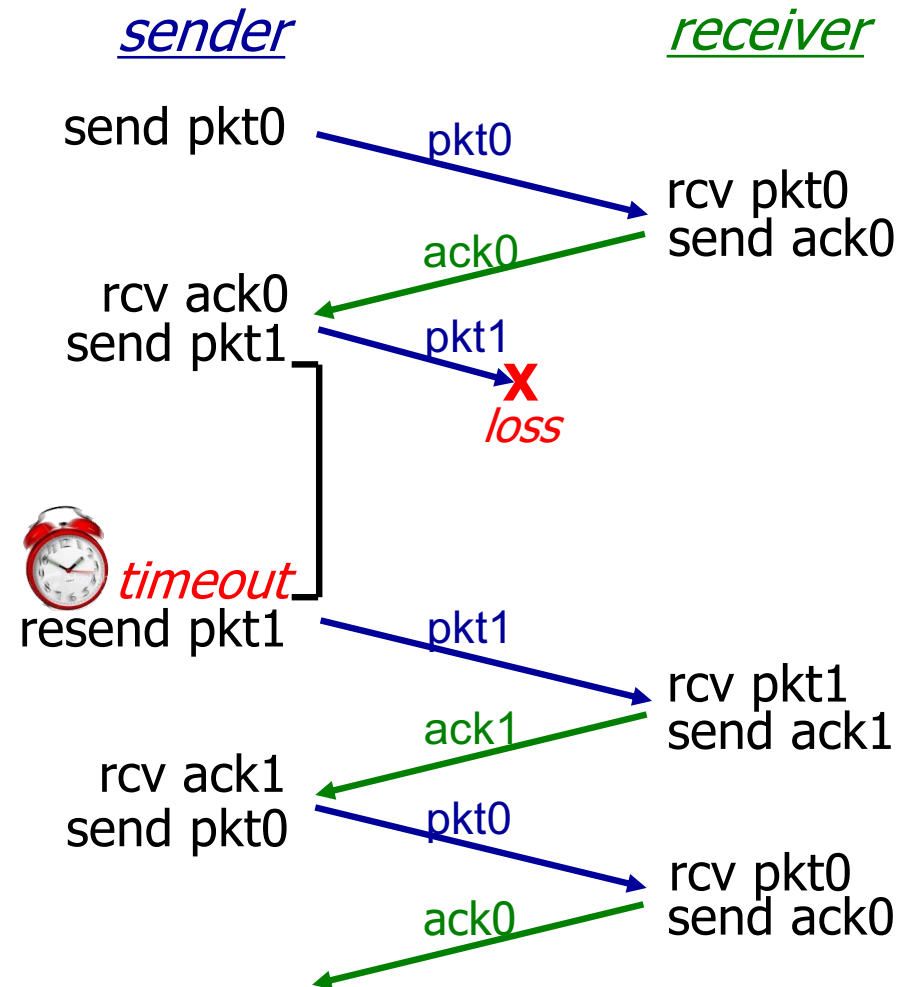 sender
receiver
send pkt0
pkt0
rcv pkt0
send ack0
ack0
rcv ack0
send pkt1
pkt1
X
loss
timeout
resend pkt1
pkt1
rcv pkt1
send ack1
ack1
rcv ack1
send pkt0
pkt0
rcv pkt0
send ack0
ack0